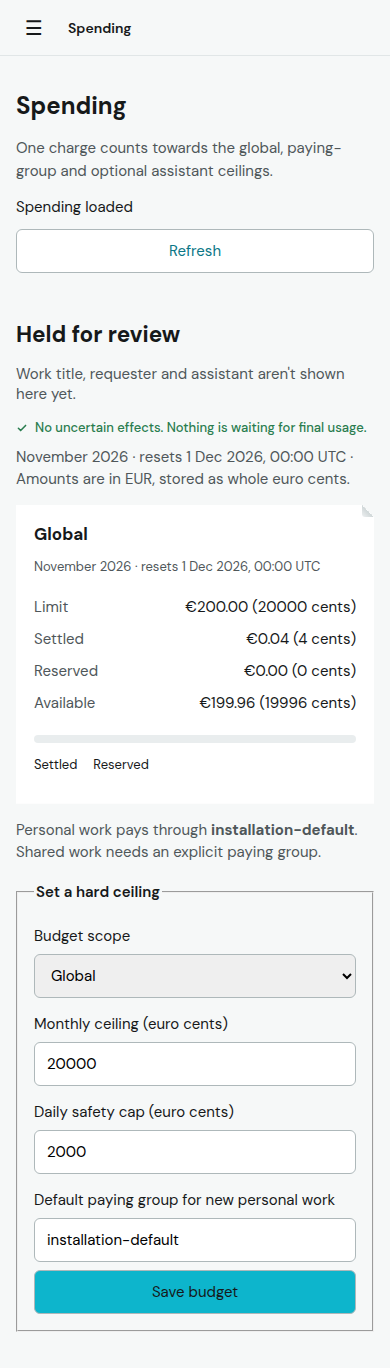 ☰ Spending
Spending
One charge counts towards the global, paying-
group and optional assistant ceilings.
Spending loaded
Refresh
Held for review
Work title, requester and assistant aren't shown
here yet.
✓ No uncertain effects. Nothing is waiting for final usage.
November 2026 · resets 1 Dec 2026, 00:00 UTC ·
Amounts are in EUR, stored as whole euro cents.
Global
November 2026 · resets 1 Dec 2026, 00:00 UTC
Limit €200.00 (20000 cents)
Settled €0.04 (4 cents)
Reserved €0.00 (0 cents)
Available €199.96 (19996 cents)
Settled Reserved
Personal work pays through installation-default.
Shared work needs an explicit paying group.
Set a hard ceiling
Budget scope
Global
Monthly ceiling (euro cents)
20000
Daily safety cap (euro cents)
2000
Default paying group for new personal work
installation-default
Save budget